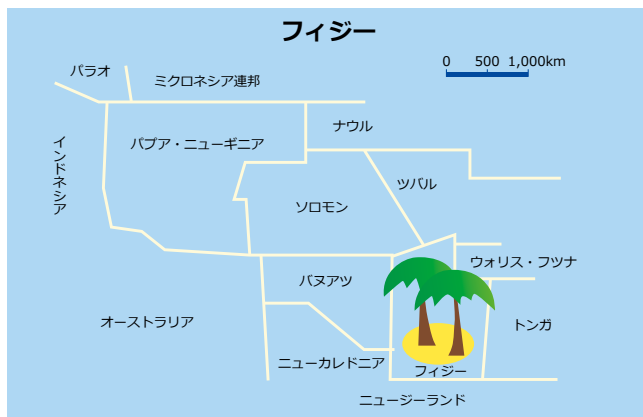 フィジー
0 500 1,000km
パラオ
ミクロネシア連邦
インドネシア
パプア・ニューギニア
ナウル
ツバル
ソロモン
ウォリス・フツナ
バヌアツ
オーストラリア
トンガ
ニューカレドニア
フィジー
ニュージーランド